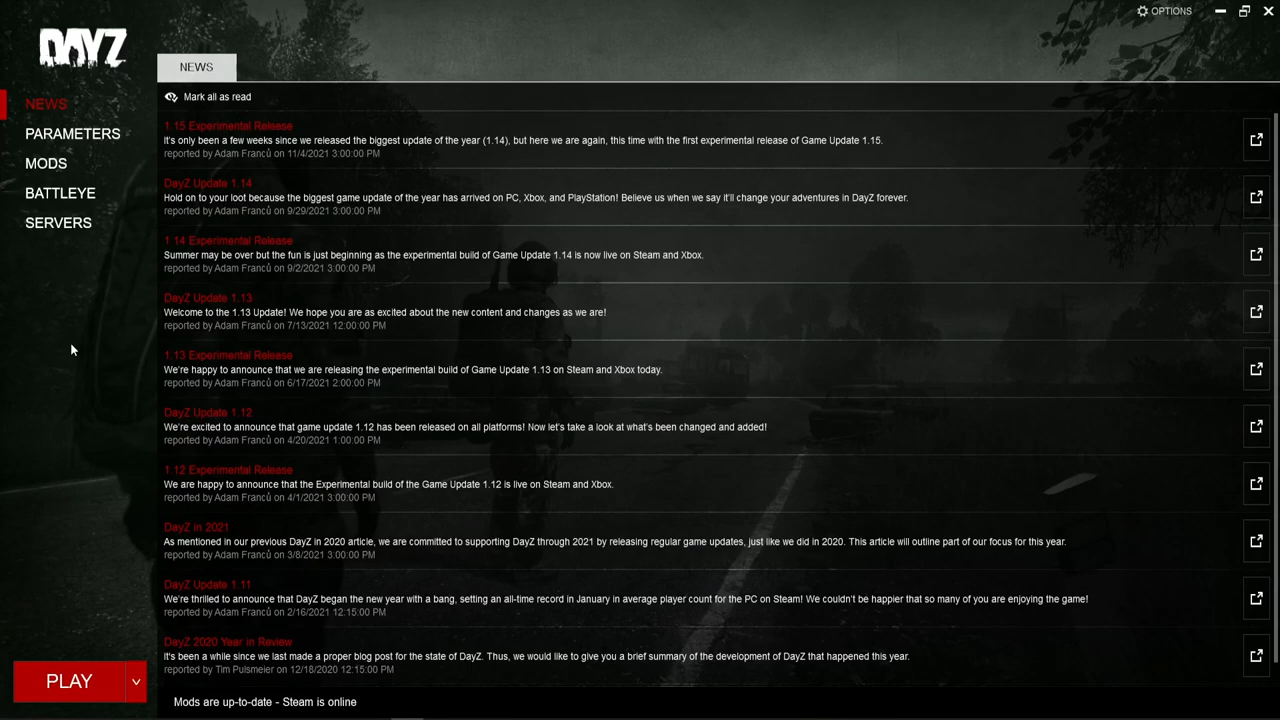 OPTIONS
DAYZ
NEWS
NEWS
PARAMETERS
MODS
BATTLEYE
SERVERS
Mark all as read
1.15 Experimental Release
It's only been a few weeks since we released the biggest update of the year (1.14), but here we are again, this time with the first experimental release of Game Update 1.15.
reported by Adam Franců on 11/4/2021 3:00:00 PM
DayZ Update 1.14
Hold on to your loot because the biggest game update of the year has arrived on PC, Xbox, and PlayStation! Believe us when we say it'll change your adventures in DayZ forever.
reported by Adam Franců on 9/29/2021 3:00:00 PM
1.14 Experimental Release
Summer may be over but the fun is just beginning as the experimental build of Game Update 1.14 is now live on Steam and Xbox.
reported by Adam Franců on 9/2/2021 3:00:00 PM
DayZ Update 1.13
Welcome to the 1.13 Update! We hope you are as excited about the new content and changes as we are!
reported by Adam Franců on 7/13/2021 12:00:00 PM
1.13 Experimental Release
We're happy to announce that we are releasing the experimental build of Game Update 1.13 on Steam and Xbox today.
reported by Adam Franců on 6/17/2021 2:00:00 PM
DayZ Update 1.12
We're excited to announce that game update 1.12 has been released on all platforms! Now let's take a look at what's been changed and added!
reported by Adam Franců on 4/20/2021 1:00:00 PM
1.12 Experimental Release
We are happy to announce that the Experimental build of the Game Update 1.12 is live on Steam and Xbox.
reported by Adam Franců on 4/1/2021 3:00:00 PM
DayZ in 2021
As mentioned in our previous DayZ in 2020 article, we are committed to supporting DayZ through 2021 by releasing regular game updates, just like we did in 2020. This article will outline part of our focus for this year.
reported by Adam Franců on 3/8/2021 3:00:00 PM
DayZ Update 1.11
We're thrilled to announce that DayZ began the new year with a bang, setting an all-time record in January in average player count for the PC on Steam! We couldn't be happier that so many of you are enjoying the game!
reported by Adam Franců on 2/16/2021 12:15:00 PM
DayZ 2020 Year in Review
It's been a while since we last made a proper blog post for the state of DayZ. Thus, we would like to give you a brief summary of the development of DayZ that happened this year.
reported by Tim Puismeier on 12/18/2020 12:15:00 PM
PLAY
Mods are up-to-date - Steam is online